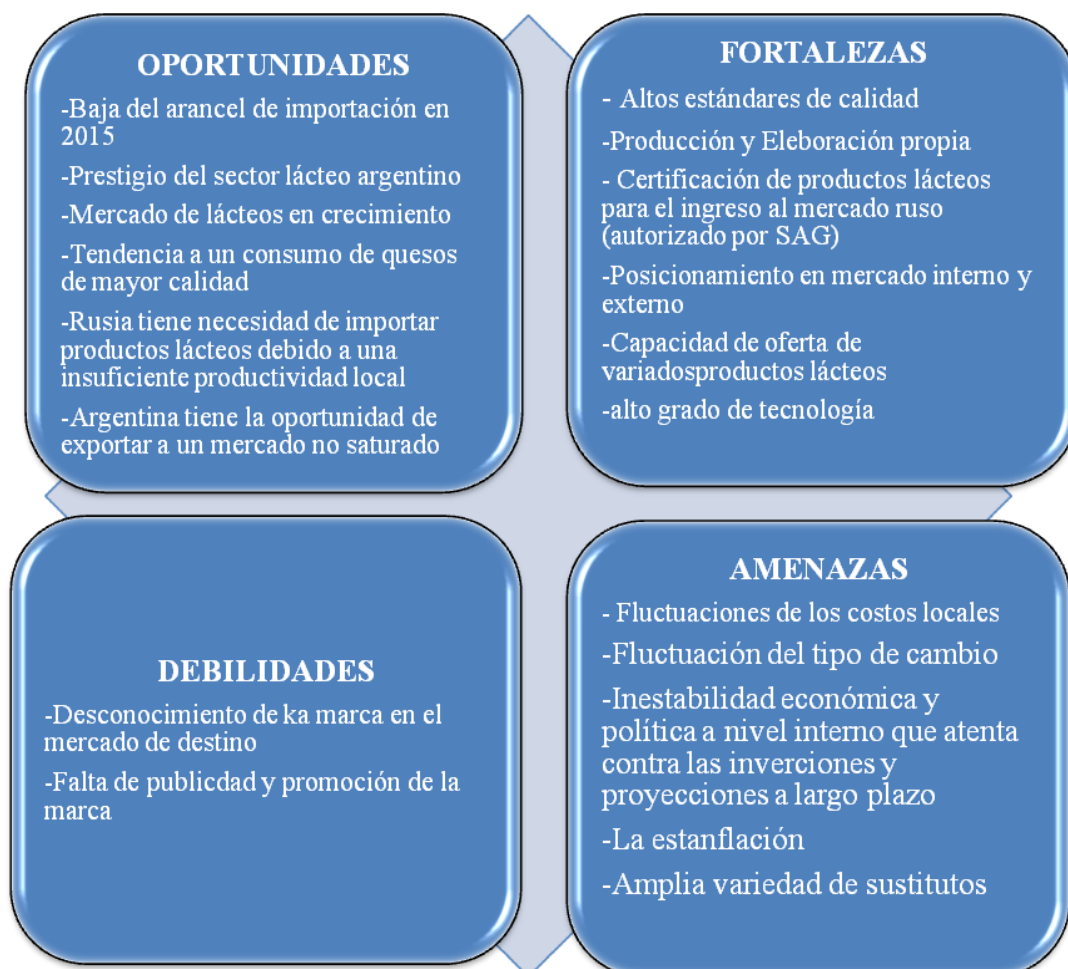 OPORTUNIDADES
-Baja del arancel de importación en
2015
-Prestigio del sector lácteo argentino
-Mercado de lácteos en crecimiento
-Tendencia a un consumo de quesos
de mayor calidad
-Rusia tiene necesidad de importar
productos lácteos debido a una
insuficiente productividad local
-Argentina tiene la oportunidad de
exportar a un mercado no saturado
FORTALEZAS
- Altos estándares de calidad
-Producción y Eleboración propia
- Certificación de productos lácteos
para el ingreso al mercado ruso
(autorizado por SAG)
-Posicionamiento en mercado interno y
externo
-Capacidad de oferta de
variadosproductos lácteos
-alto grado de tecnología
DEBILIDADES
-Desconocimiento de ka marca en el
mercado de destino
-Falta de publicdad y promoción de la
marca
AMENAZAS
- Fluctuaciones de los costos locales
-Fluctuación del tipo de cambio
-Inestabilidad económica y
política a nivel interno que atenta
contra las inverciones y
proyecciones a largo plazo
-La estanflación
-Amplia variedad de sustitutos